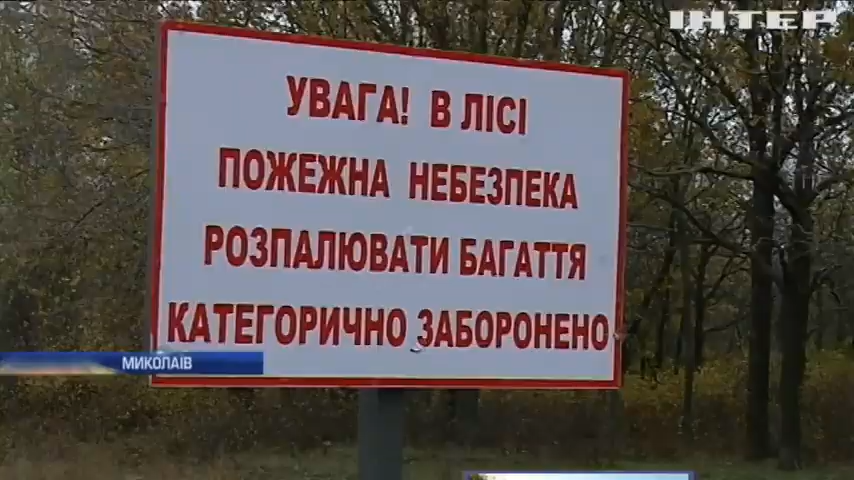 ІНТЕР
УВАГА! В ЛІСІ
ПОЖЕЖНА НЕБЕЗПЕКА
РОЗПАЛЮВАТИ БАГАТТЯ
КАТЕГОРИЧНО ЗАБОРОНЕНО
МИКОЛАЇВ